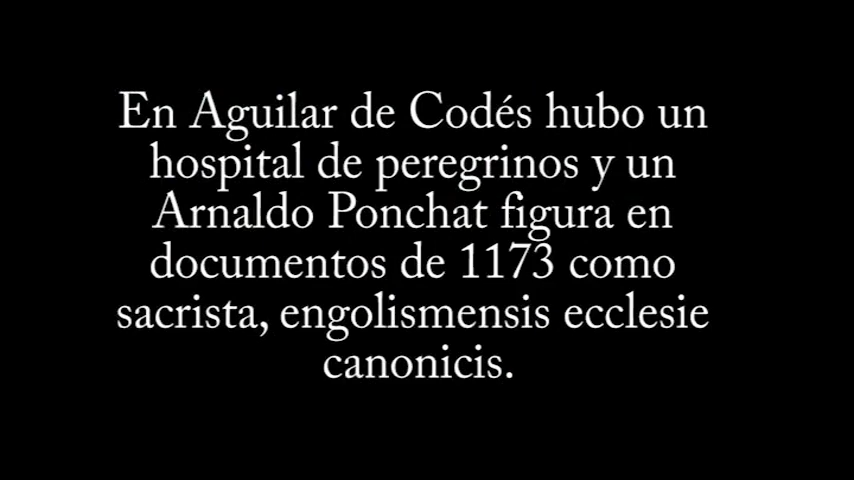 En Aguilar de Codés hubo un
hospital de peregrinos y un
Arnaldo Ponchat figura en
documentos de 1173 como
sacrista, engolismensis ecclesie
canonicis.